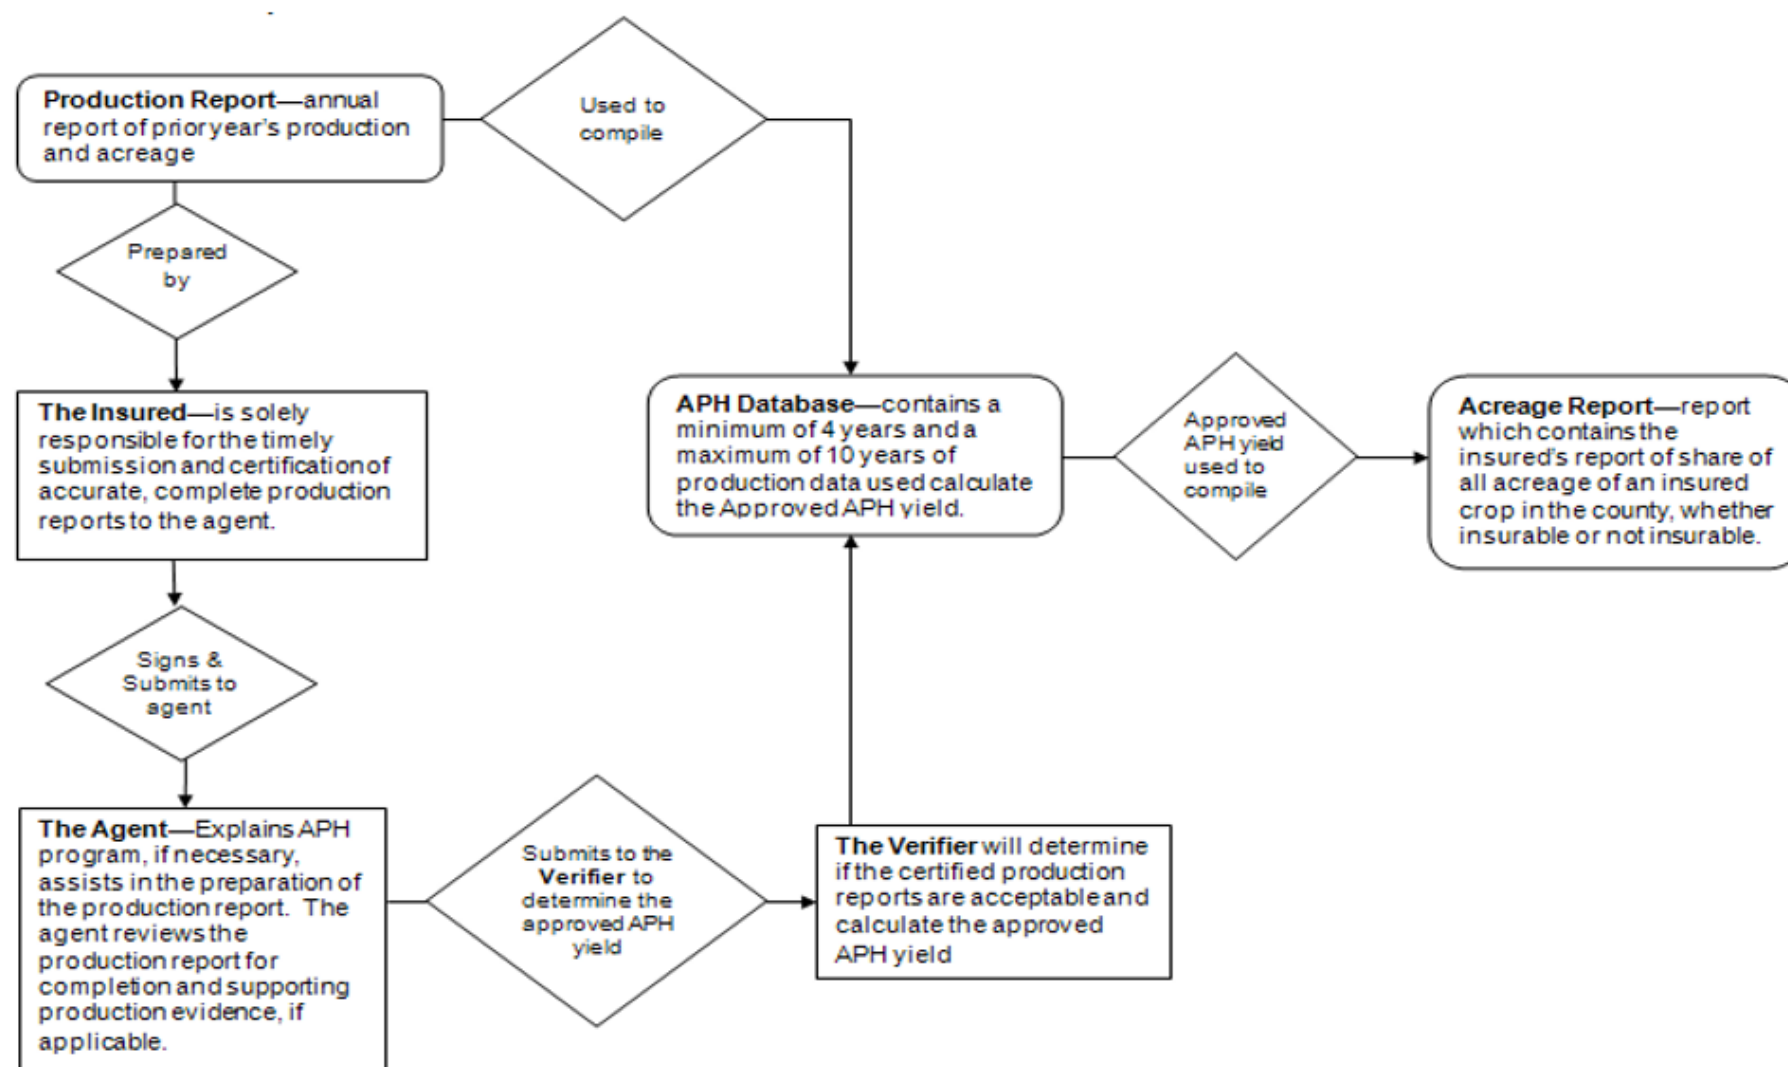 Production Report—annual
report of prior year's production
and acreage
Used to
compile
Prepared
by
The Insured—is solely
responsible for the timely
submission and certification of
accurate, complete production
reports to the agent.
APH Database—contains a
minimum of 4 years and a
maximum of 10 years of
production data used calculate
the Approved APH yield.
Approved
APH yield
used to
compile
Acreage Report—report
which contains the
insured's report of share of
all acreage of an insured
crop in the county, whether
insurable or not insurable.
Signs &
Submits to
agent
The Agent—Explains APH
program, if necessary,
assists in the preparation of
the production report. The
agent reviews the
production report for
completion and supporting
production evidence, if
applicable.
Submits to the
Verifier to
determine the
approved APH
yield
The Verifier will determine
if the certified production
reports are acceptable and
calculate the approved
APH yield